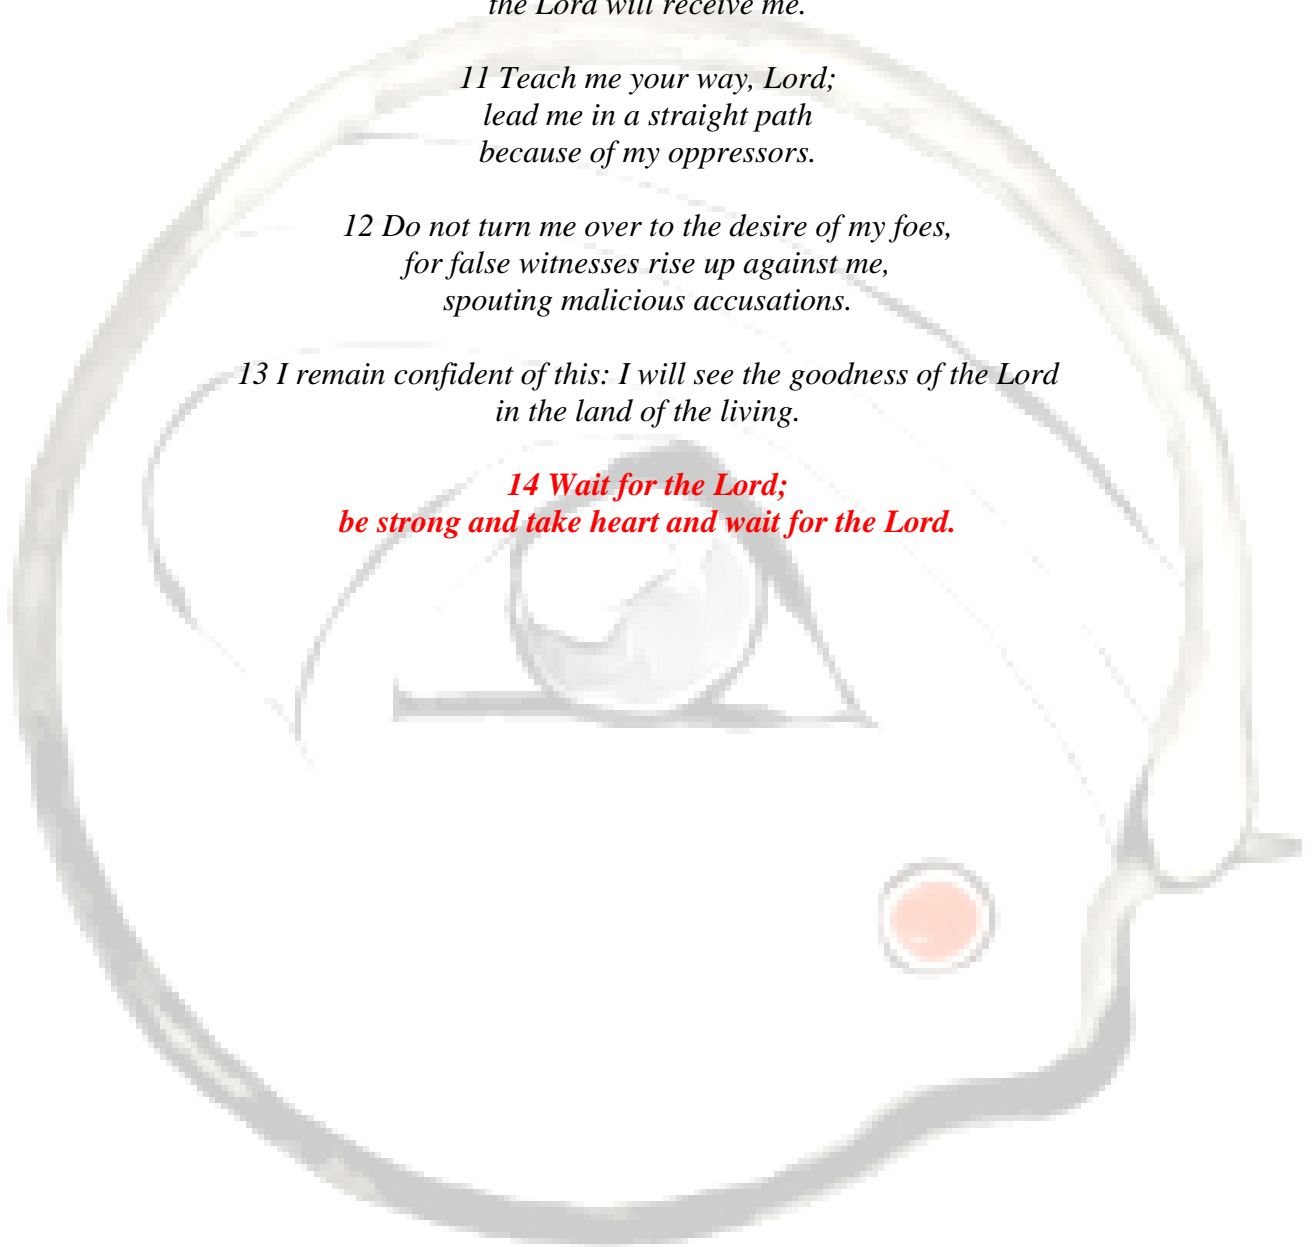 the Lord will receive me.
11 Teach me your way, Lord;
lead me in a straight path
because of my oppressors.
12 Do not turn me over to the desire of my foes,
for false witnesses rise up against me,
spouting malicious accusations.
13 I remain confident of this: I will see the goodness of the Lord
in the land of the living.
14 Wait for the Lord;
be strong and take heart and wait for the Lord.